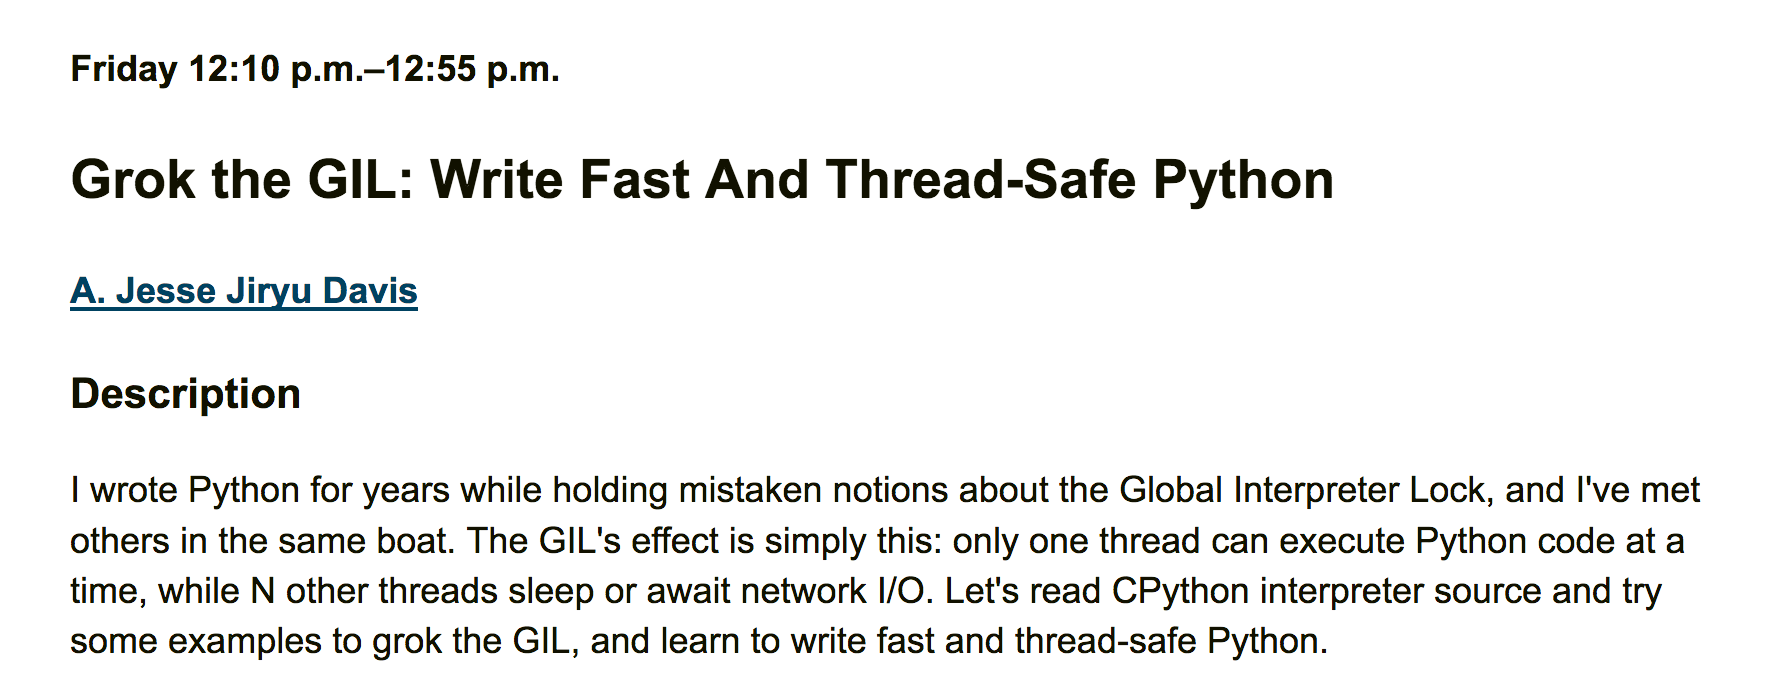 Friday 12:10 p.m.–12:55 p.m.
Grok the GIL: Write Fast And Thread-Safe Python
A. Jesse Jiryu Davis
Description
I wrote Python for years while holding mistaken notions about the Global Interpreter Lock, and I've met
others in the same boat. The GIL's effect is simply this: only one thread can execute Python code at a
time, while N other threads sleep or await network I/O. Let's read CPython interpreter source and try
some examples to grok the GIL, and learn to write fast and thread-safe Python.